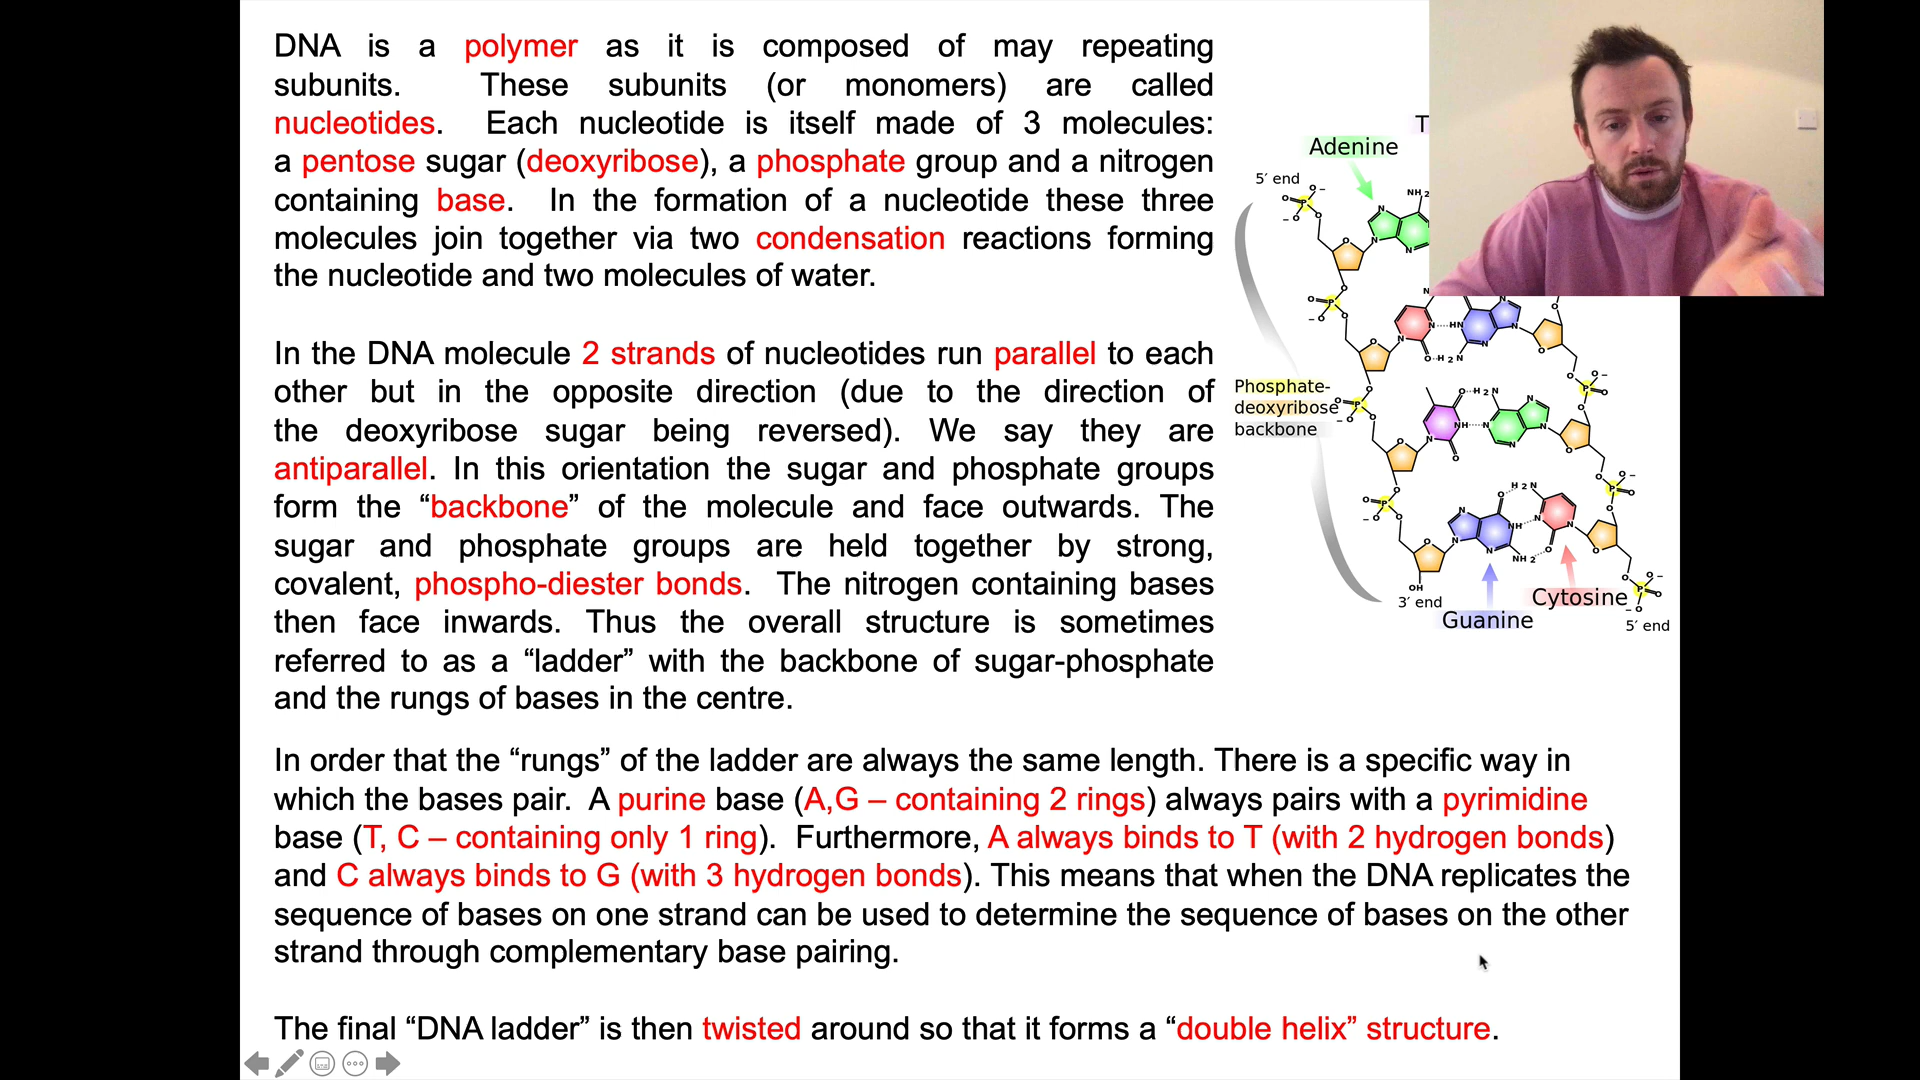 DNA is a polymer as it is composed of may repeating
subunits. These subunits (or monomers) are called
nucleotides. Each nucleotide is itself made of 3 molecules:
a pentose sugar (deoxyribose), a phosphate group and a nitrogen
containing base. In the formation of a nucleotide these three
molecules join together via two condensation reactions forming
the nucleotide and two molecules of water.
In the DNA molecule 2 strands of nucleotides run parallel to each
other but in the opposite direction (due to the direction of
the deoxyribose sugar being reversed). We say they are
antiparallel. In this orientation the sugar and phosphate groups
form the “backbone” of the molecule and face outwards. The
sugar and phosphate groups are held together by strong,
covalent, phospho-diester bonds. The nitrogen containing bases
then face inwards. Thus the overall structure is sometimes
referred to as a “ladder” with the backbone of sugar-phosphate
and the rungs of bases in the centre.
In order that the “rungs” of the ladder are always the same length. There is a specific way in
which the bases pair. A purine base (A,G – containing 2 rings) always pairs with a pyrimidine
base (T, C – containing only 1 ring). Furthermore, A always binds to T (with 2 hydrogen bonds)
and C always binds to G (with 3 hydrogen bonds). This means that when the DNA replicates the
sequence of bases on one strand can be used to determine the sequence of bases on the other
strand through complementary base pairing.
The final “DNA ladder” is then twisted around so that it forms a “double helix” structure.
T
Adenine
5′ end
Phosphate-
deoxyribose
backbone
3′ end
Guanine
Cytosine
5′ end